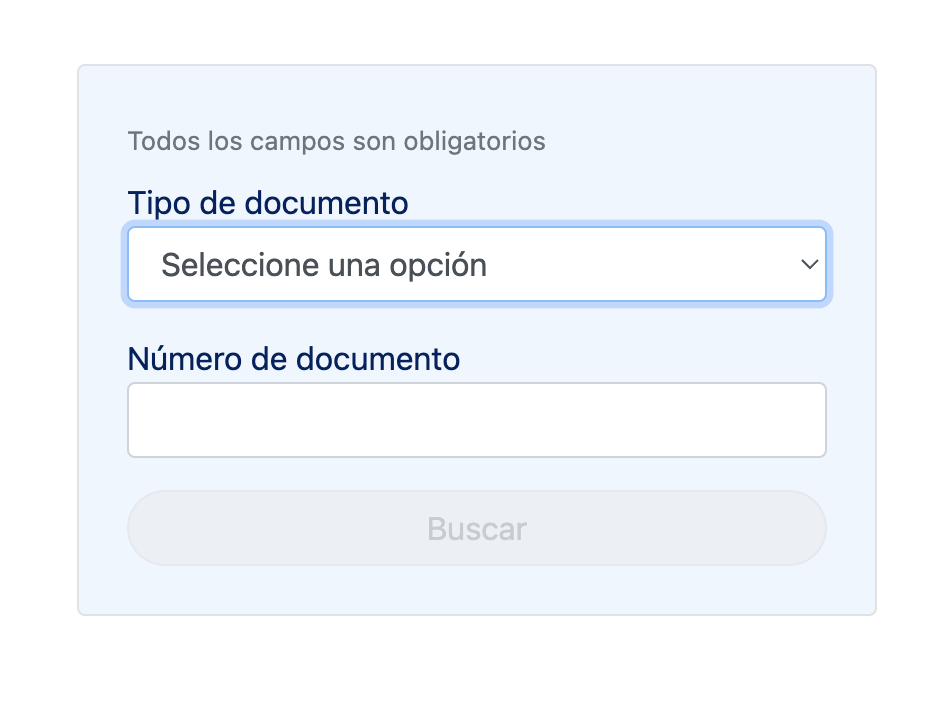 Todos los campos son obligatorios
Tipo de documento
Seleccione una opción
Número de documento
Buscar